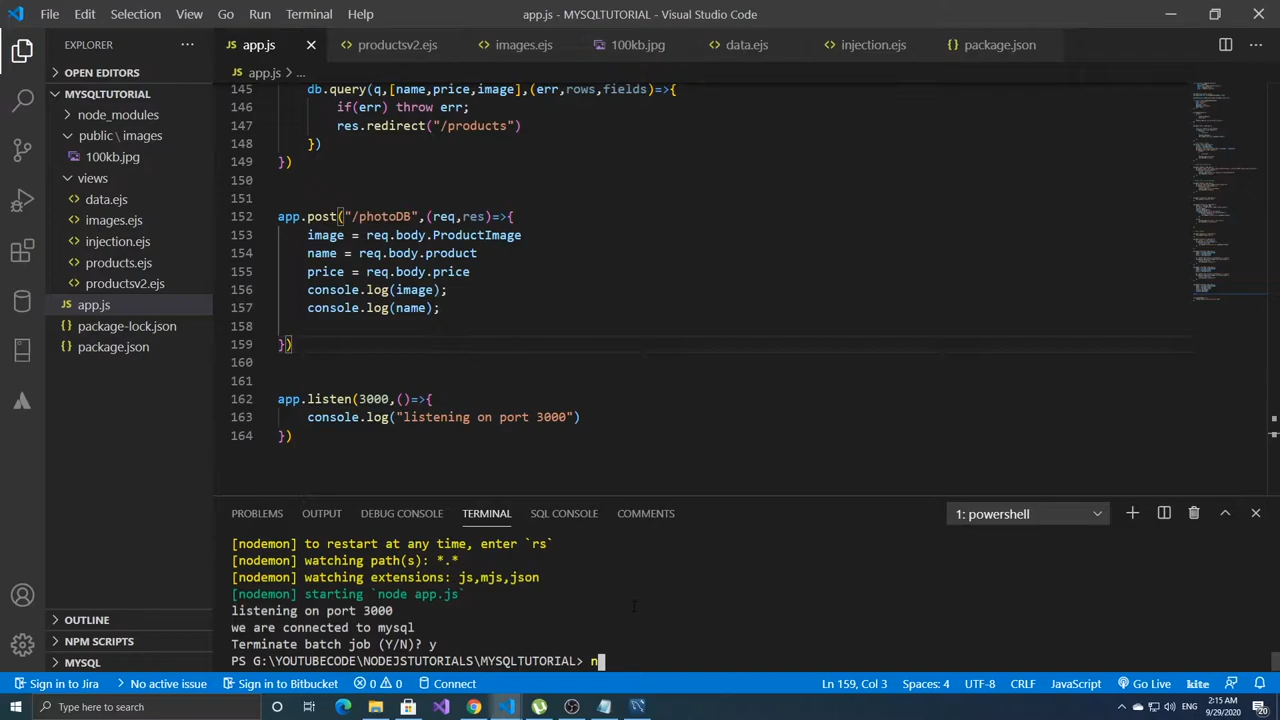 File Edit Selection View Go Run Terminal Help
app.js - MYSQLTUTORIAL - Visual Studio Code
EXPLORER
OPEN EDITORS
MYSQLTUTORIAL
node_modules
public \ images
100kb.jpg
views
data.ejs
images.ejs
injection.ejs
products.ejs
productsv2.ejs
JS app.js
package-lock.json
package.json
OUTLINE
NPM SCRIPTS
MYSQL
JS app.js productsv2.ejs images.ejs 100kb.jpg data.ejs injection.ejs package.json
JS app.js > ...
145 db.query(q,[name,price,image],(err,rows,fields)=>{
146 if(err) throw err;
147 res.redirect("/products")
148 })
149 })
150
151
152 app.post("/photoDB",(req,res)=>{
153 image = req.body.ProductImage
154 name = req.body.product
155 price = req.body.price
156 console.log(image);
157 console.log(name);
158
159 })
160
161
162 app.listen(3000,()=>{
163 console.log("listening on port 3000")
164 })
PROBLEMS OUTPUT DEBUG CONSOLE TERMINAL SQL CONSOLE COMMENTS
1: powershell
[nodemon] to restart at any time, enter `rs`
[nodemon] watching path(s): *.*
[nodemon] watching extensions: js,mjs,json
[nodemon] starting `node app.js`
listening on port 3000
we are connected to mysql
Terminate batch job (Y/N)? y
PS G:\YOUTUBECODE\NODEJSTUTORIALS\MYSQLTUTORIAL> n
Sign in to Jira No active issue Sign in to Bitbucket 0 0 Connect
Ln 159, Col 3 Spaces: 4 UTF-8 CRLF JavaScript Go Live kite
Type here to search
2:15 AM
9/29/2020
20